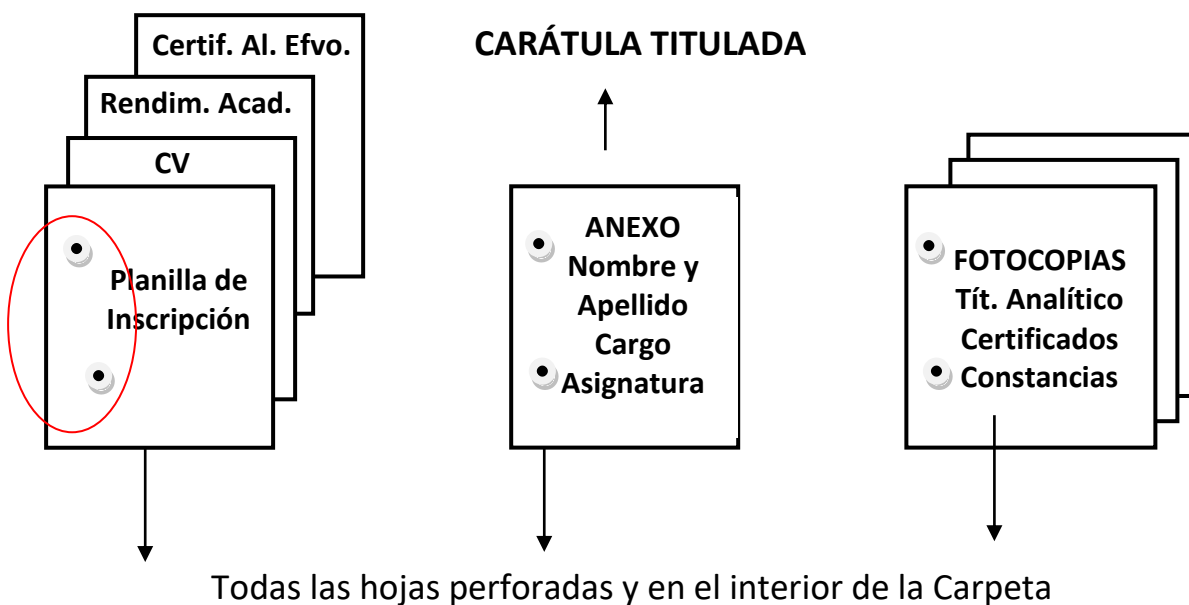 Certif. Al. Efvo.
Rendim. Acad.
CV
Planilla de
Inscripción
CARÁTULA TITULADA
ANEXO
Nombre y
Apellido
Cargo
Asignatura
FOTOCOPIAS
Tít. Analítico
Certificados
Constancias
Todas las hojas perforadas y en el interior de la Carpeta